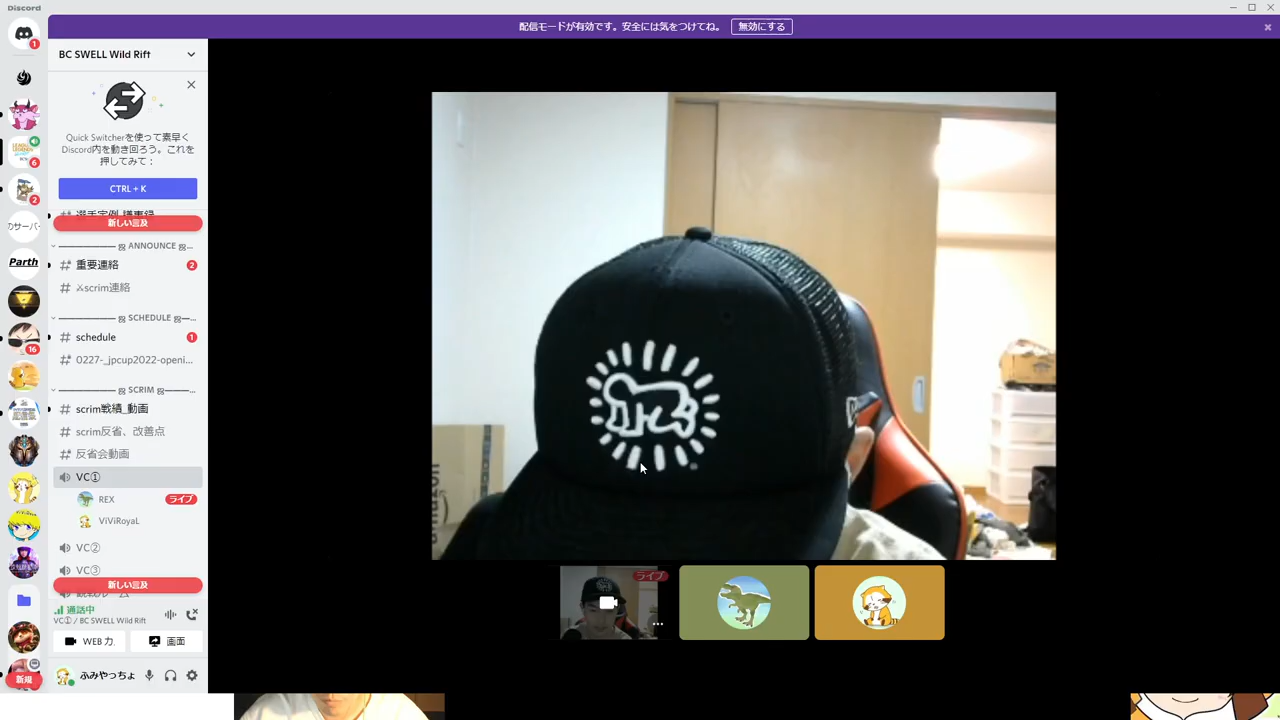 Discord
配信モードが有効です。安全には気をつけてね。
無効にする
1
BC SWELL Wild Rift
Quick Switcherを使って素早く
Discord内を動き回ろう。これを
押してみて：
CTRL + K
6
2
新しい言及
ANNOUNCE
重要連絡
2
Parth
scrim連絡
SCHEDULE
schedule
1
16
0227-_jpcup2022-openi...
SCRIM
scrim戦績_動画
scrim反省、改善点
反省会動画
VC①
REX
ライブ
ViViRoyaL
VC②
VC③
新しい言及
通話中
VC① / BC SWELL Wild Rift
WEB カ
画面
ふみやっちょ
新規
amazon
ライブ